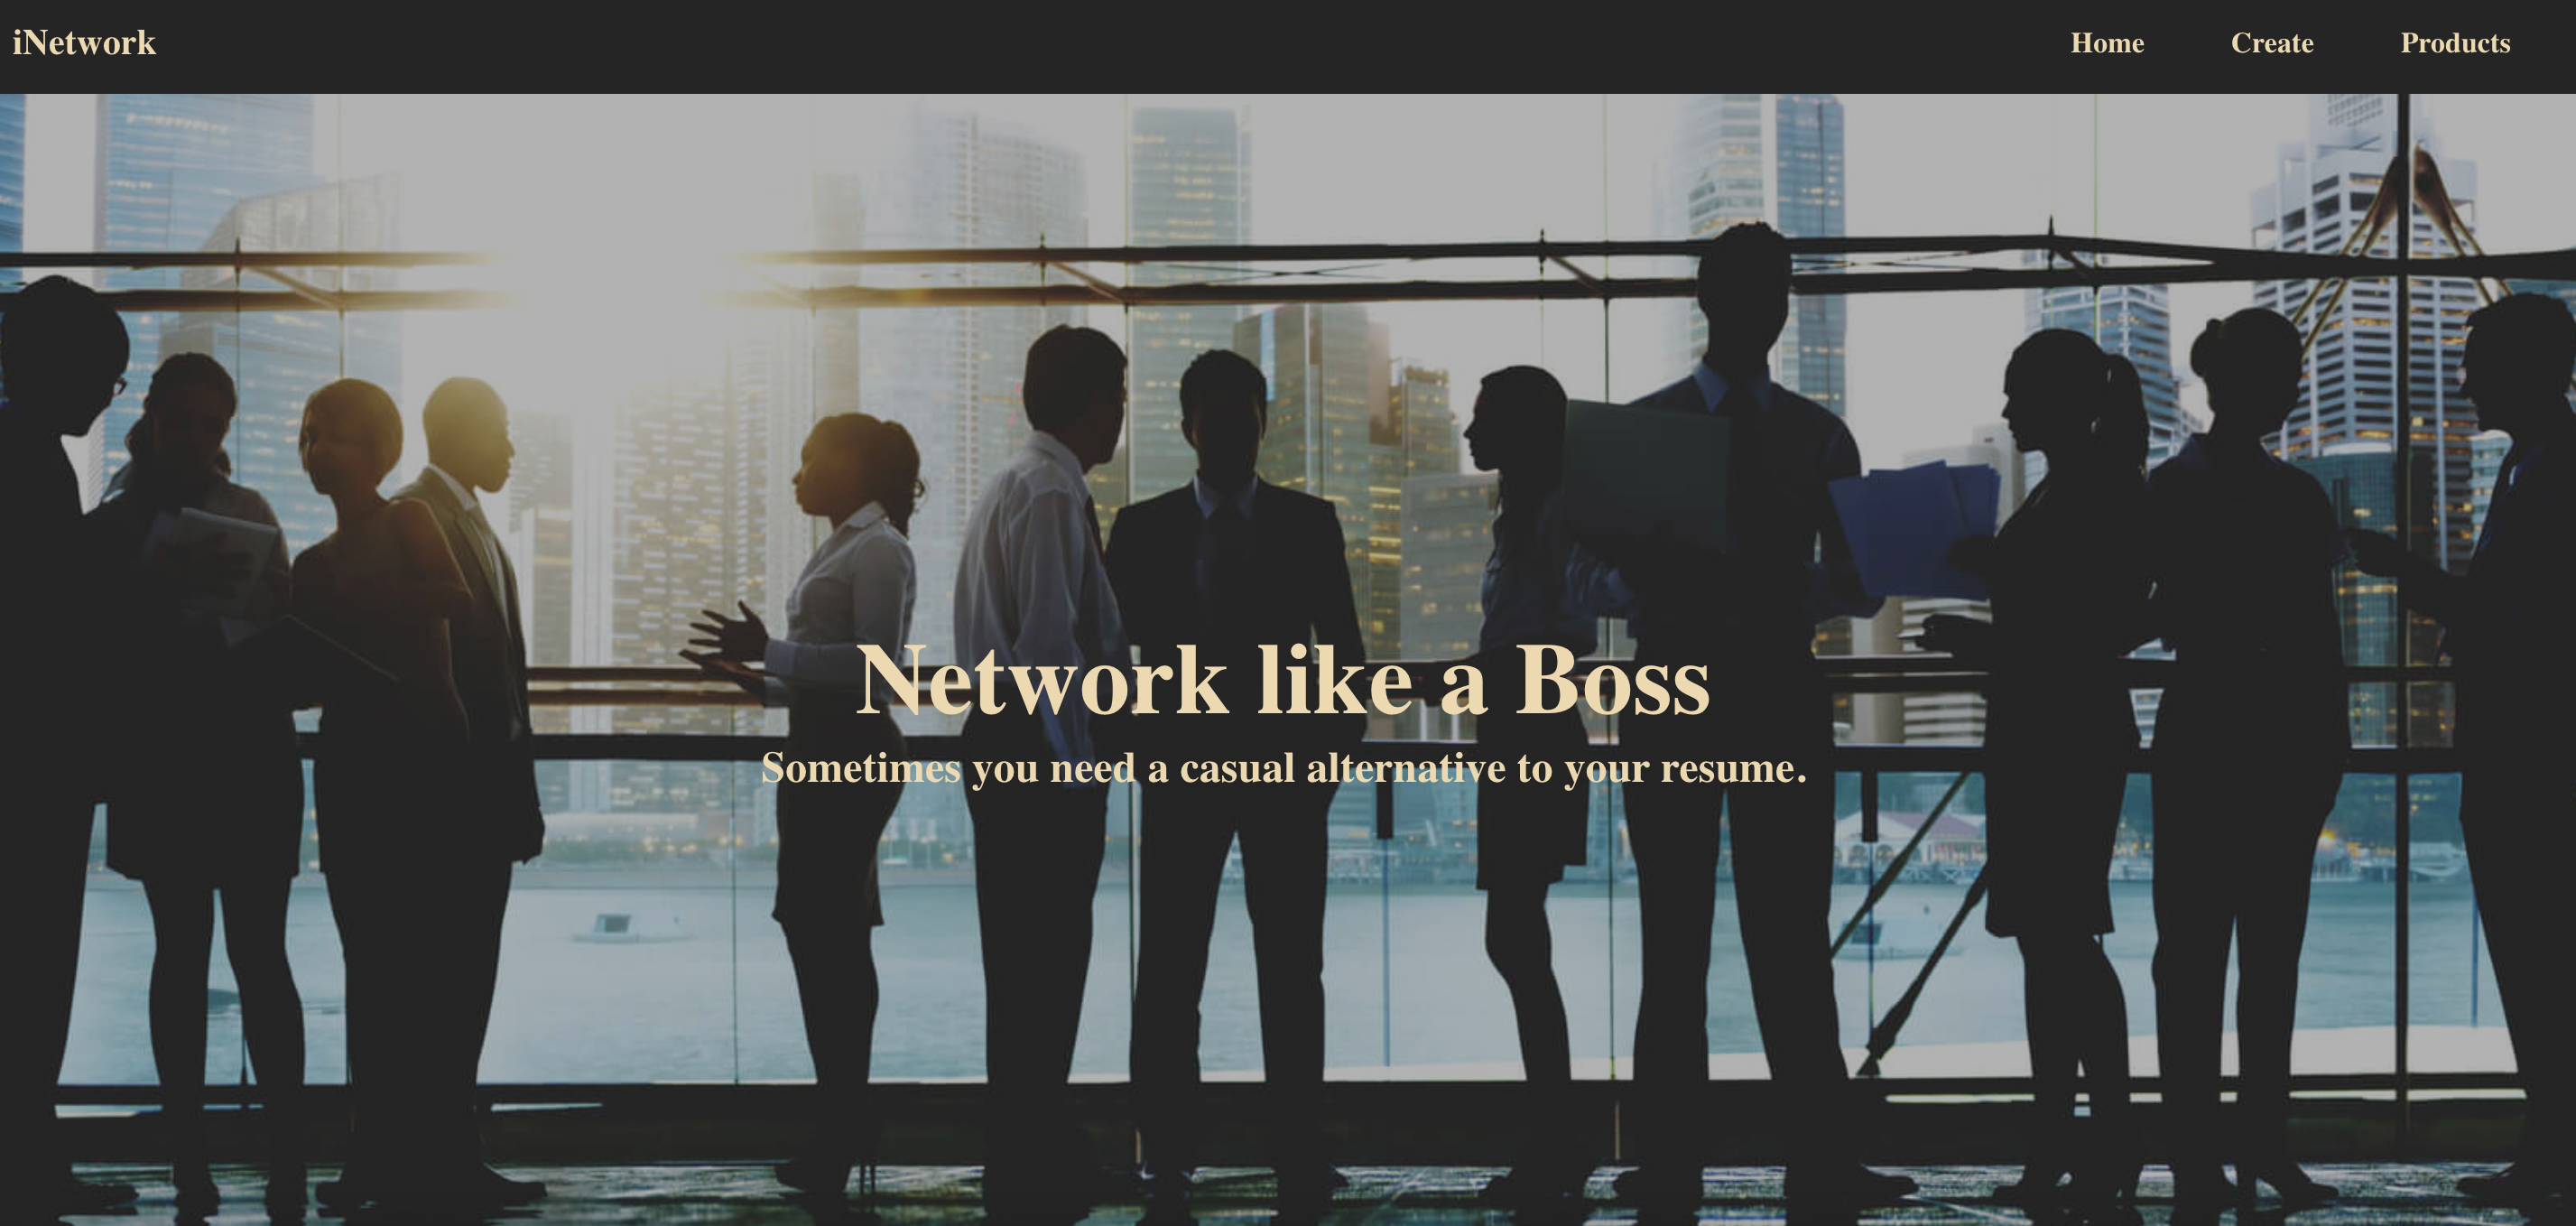 iNetwork
Home Create Products
Network like a Boss
Sometimes you need a casual alternative to your resume.